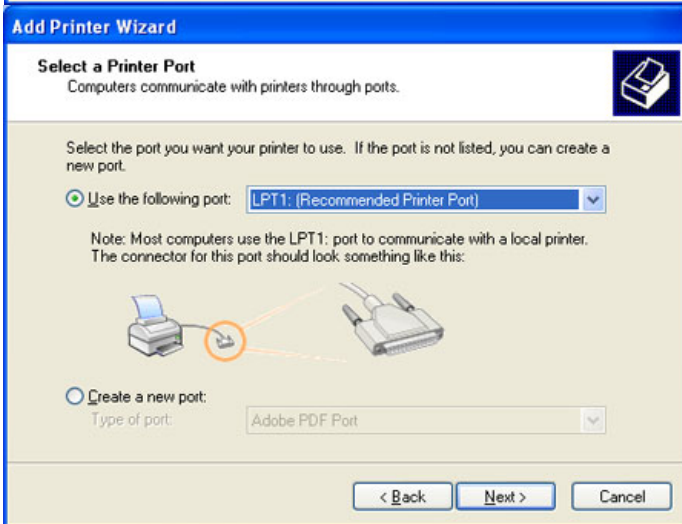 Add Printer Wizard
Select a Printer Port
Computers communicate with printers through ports.
Select the port you want your printer to use. If the port is not listed, you can create a
new port.
Use the following port: LPT1: (Recommended Printer Port)
Note: Most computers use the LPT1: port to communicate with a local printer.
The connector for this port should look something like this:
Create a new port:
Type of port: Adobe PDF Port
< Back Next > Cancel